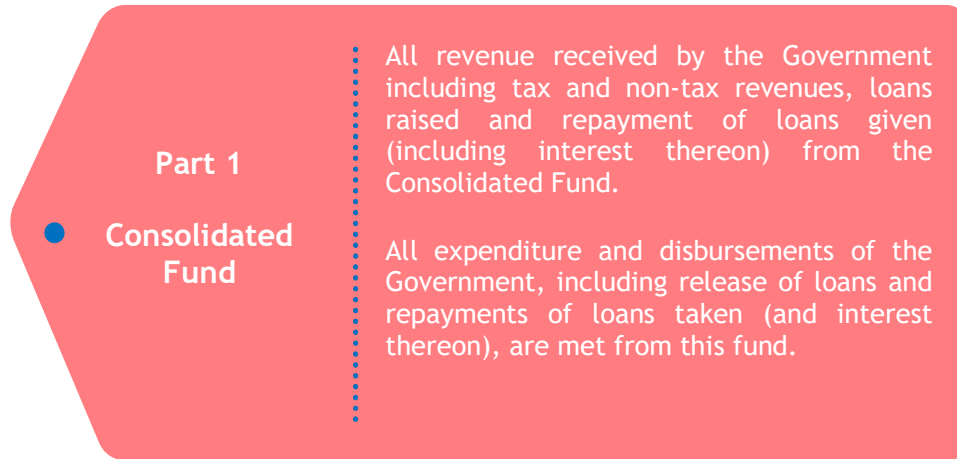 Part 1
Consolidated
Fund
All revenue received by the Government
including tax and non-tax revenues, loans
raised and repayment of loans given
(including interest thereon) from the
Consolidated Fund.
All expenditure and disbursements of the
Government, including release of loans and
repayments of loans taken (and interest
thereon), are met from this fund.